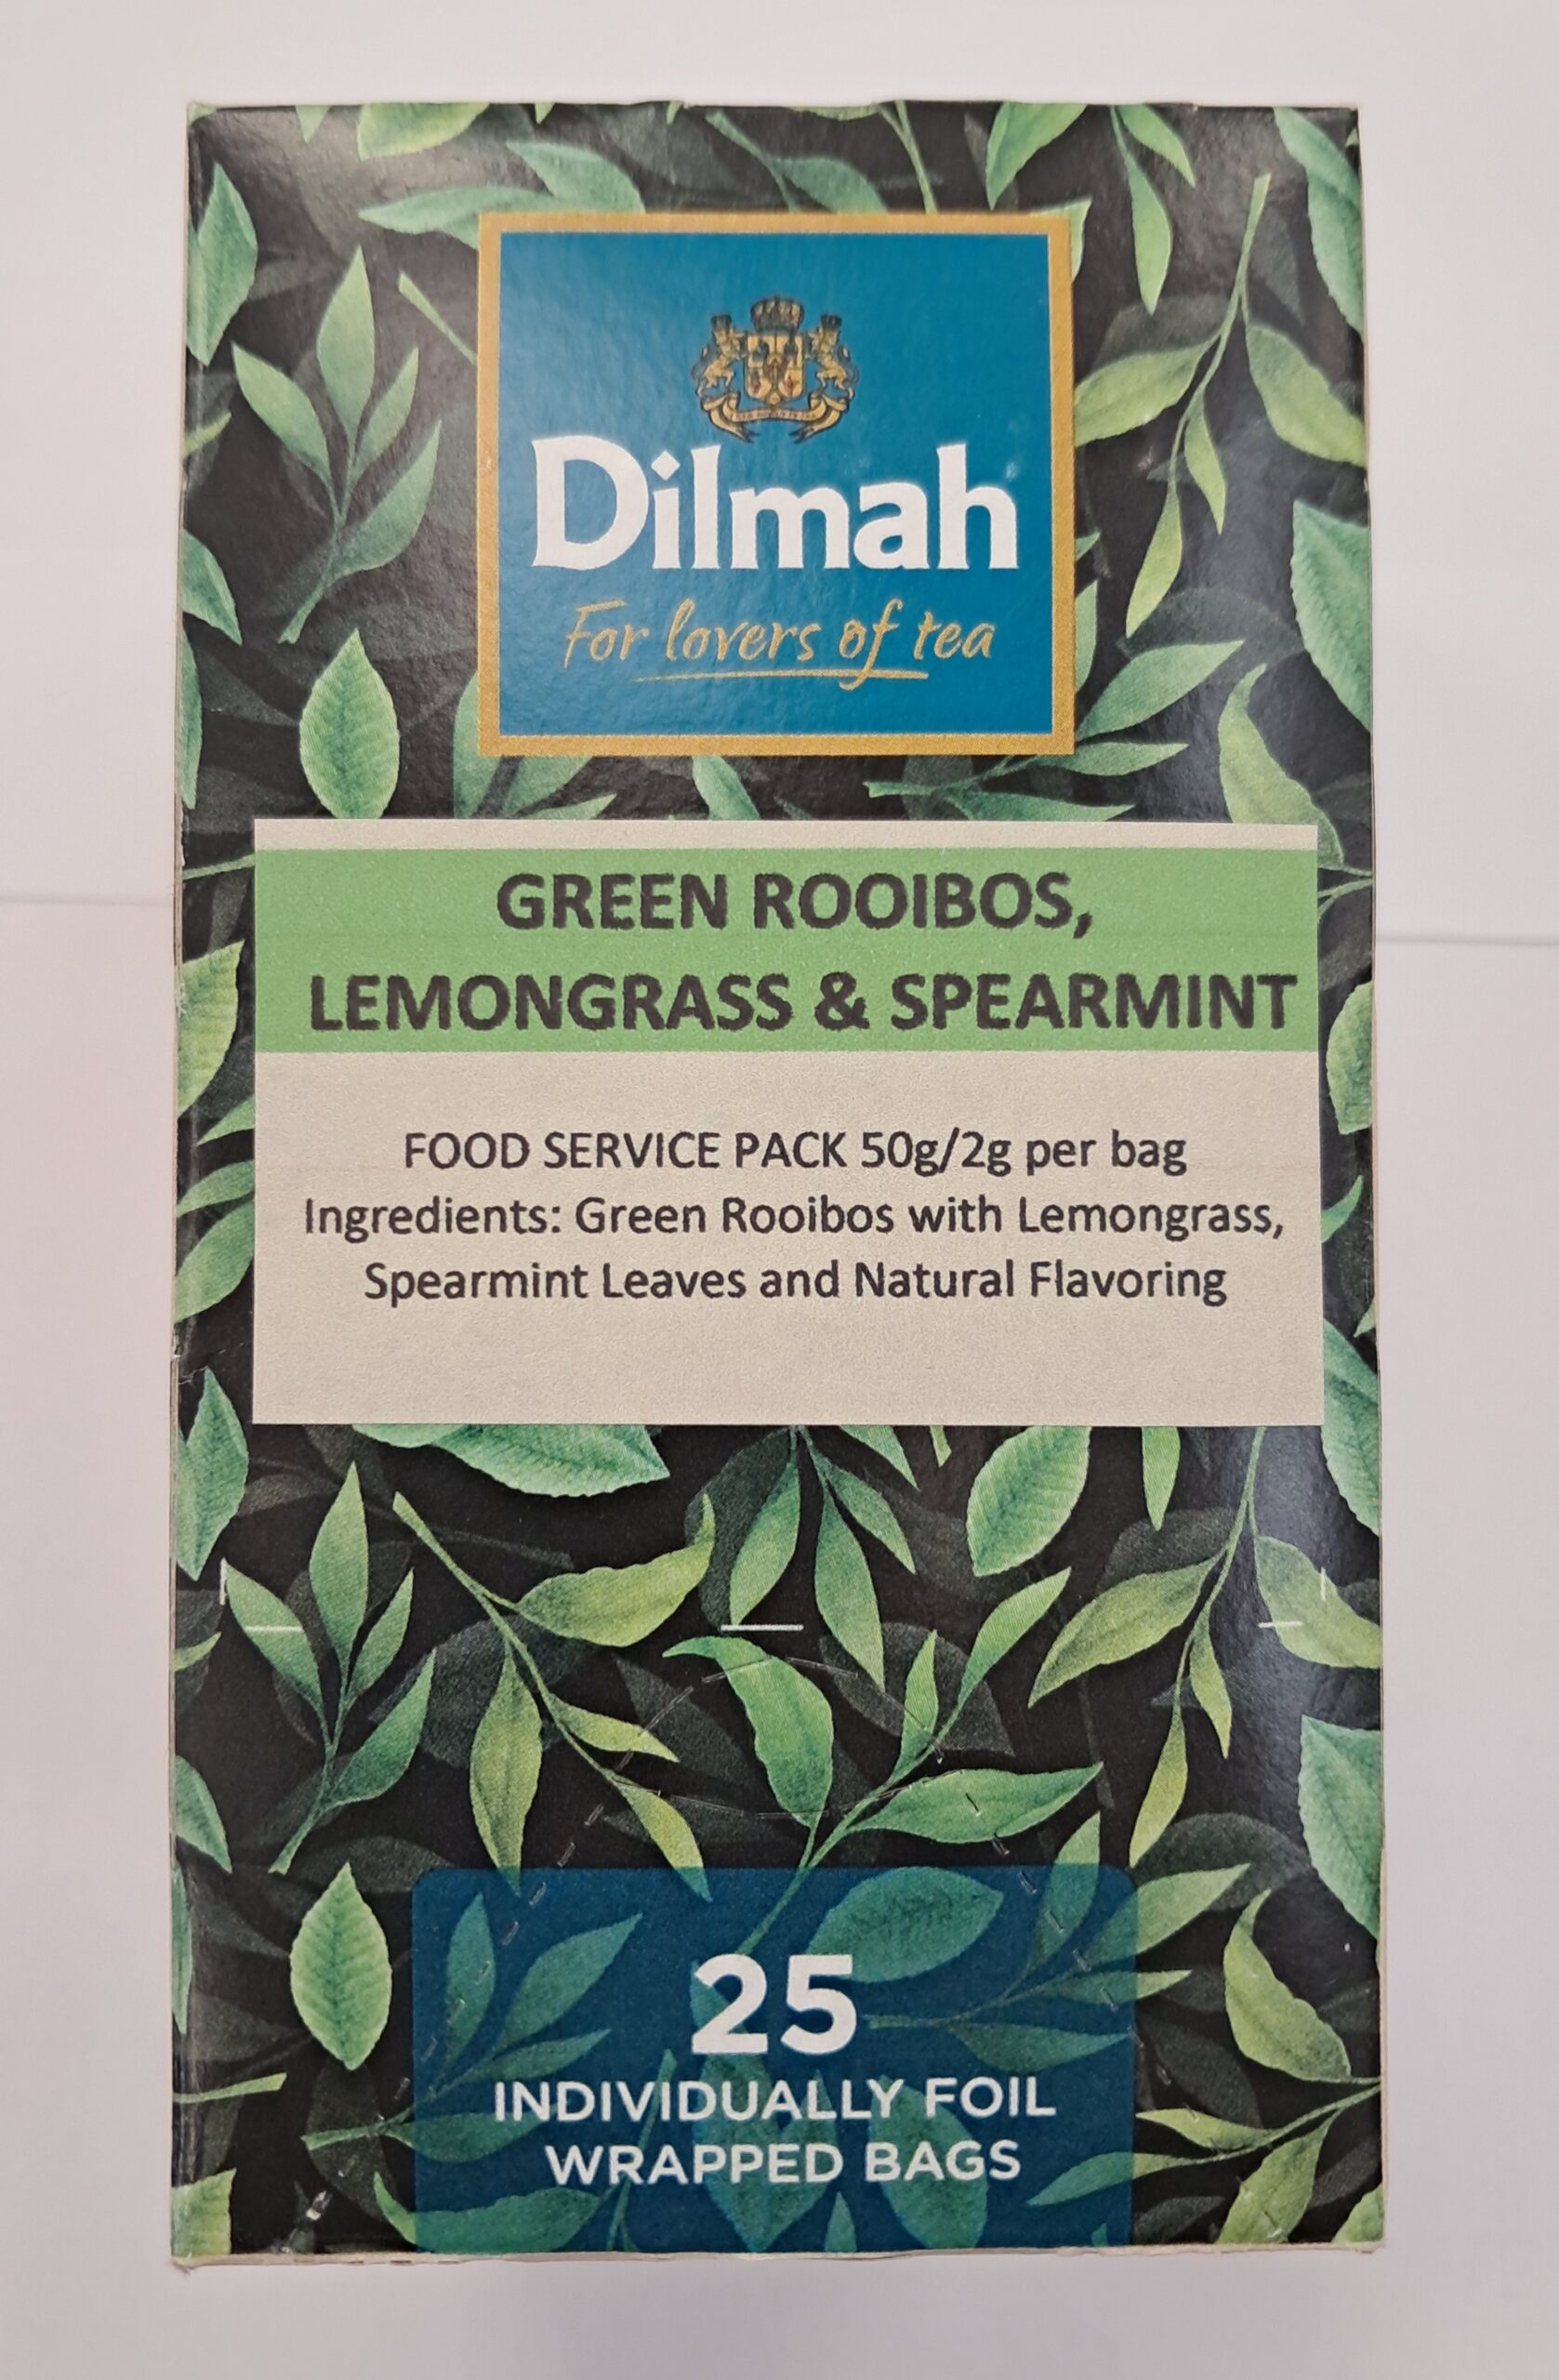 Dilmah
For lovers of tea
GREEN ROOIBOS,
LEMONGRASS & SPEARMINT
FOOD SERVICE PACK 50g/2g per bag
Ingredients: Green Rooibos with Lemongrass,
Spearmint Leaves and Natural Flavoring
25
INDIVIDUALLY FOIL
WRAPPED BAGS